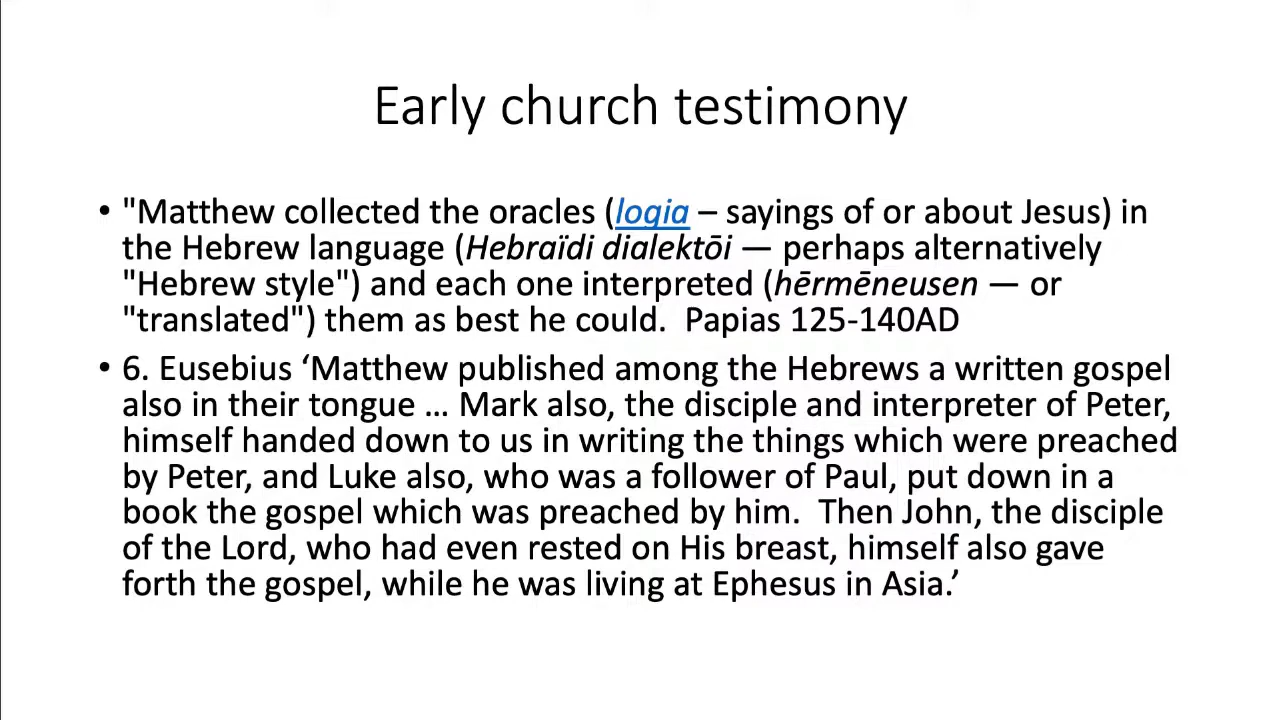 Early church testimony
• "Matthew collected the oracles (logia – sayings of or about Jesus) in
the Hebrew language (Hebraïdi dialektōi — perhaps alternatively
"Hebrew style") and each one interpreted (hērmēneusen — or
"translated") them as best he could.  Papias 125-140AD
• 6. Eusebius ‘Matthew published among the Hebrews a written gospel
also in their tongue … Mark also, the disciple and interpreter of Peter,
himself handed down to us in writing the things which were preached
by Peter, and Luke also, who was a follower of Paul, put down in a
book the gospel which was preached by him.  Then John, the disciple
of the Lord, who had even rested on His breast, himself also gave
forth the gospel, while he was living at Ephesus in Asia.’